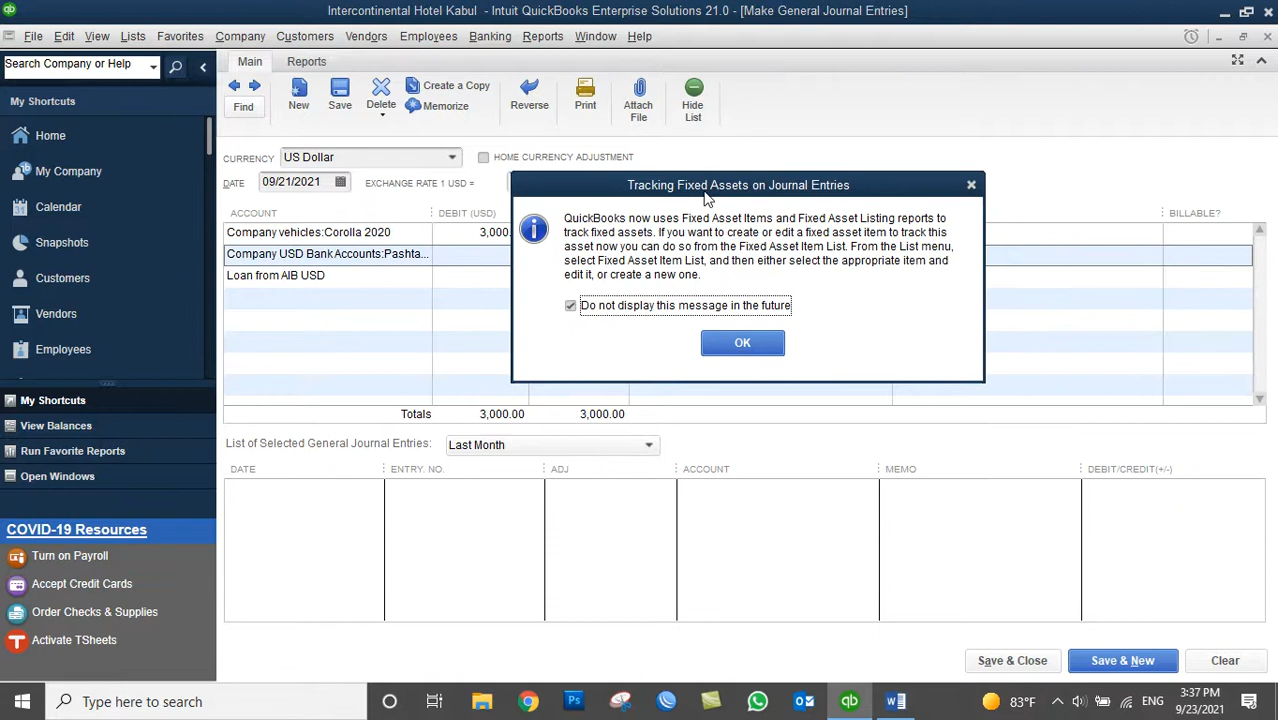 Intercontinental Hotel Kabul - Intuit QuickBooks Enterprise Solutions 21.0 - [Make General Journal Entries]
File Edit View Lists Favorites Company Customers Vendors Employees Banking Reports Window Help
Search Company or Help
My Shortcuts
Home
My Company
Calendar
Snapshots
Customers
Vendors
Employees
My Shortcuts
View Balances
Run Favorite Reports
Open Windows
COVID-19 Resources
Turn on Payroll
Accept Credit Cards
Order Checks & Supplies
Activate TSheets
Main Reports
Find
New
Save
Delete
Create a Copy
Memorize
Reverse
Print
Attach
File
Hide
List
CURRENCY US Dollar HOME CURRENCY ADJUSTMENT
DATE 09/21/2021 EXCHANGE RATE 1 USD =
ACCOUNT DEBIT (USD) BILLABLE?
Company vehicles:Corolla 2020 3,000.
Company USD Bank Accounts:Pashta...
Loan from AIB USD
Totals 3,000.00 3,000.00
Tracking Fixed Assets on Journal Entries
QuickBooks now uses Fixed Asset Items and Fixed Asset Listing reports to
track fixed assets. If you want to create or edit a fixed asset item to track this
asset now you can do so from the Fixed Asset Item List. From the List menu,
select Fixed Asset Item List, and then either select the appropriate item and
edit it, or create a new one.
Do not display this message in the future
OK
List of Selected General Journal Entries: Last Month
DATE ENTRY. NO. ADJ ACCOUNT MEMO DEBIT/CREDIT(+/-)
Save & Close Save & New Clear
Type here to search
83°F ENG
3:37 PM
9/23/2021